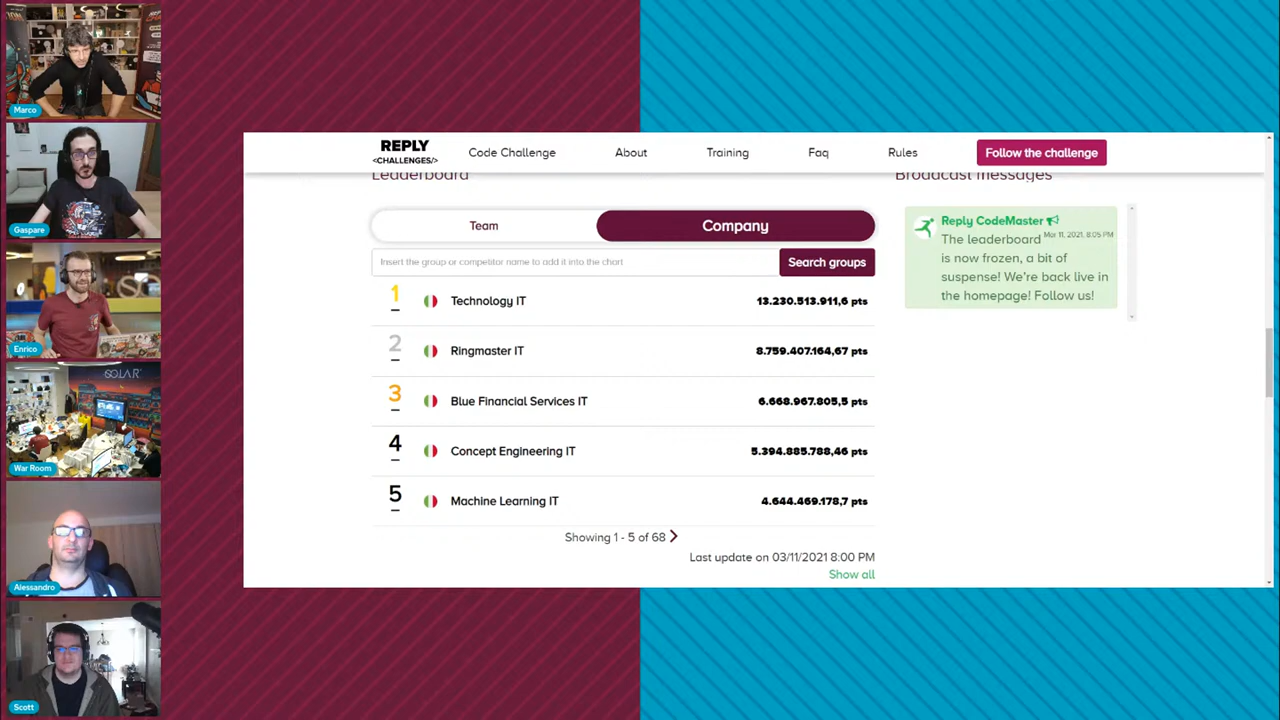 Marco
Gaspare
Enrico
SOLAR
War Room
Alessandro
Scott
REPLY
<CHALLENGES/>
Code Challenge
About
Training
Faq
Rules
Follow the challenge
Leaderboard
Team
Company
Insert the group or competitor name to add it into the chart
Search groups
1 Technology IT 13.230.513.911,6 pts
2 Ringmaster IT 8.759.407.164,67 pts
3 Blue Financial Services IT 6.668.967.805,5 pts
4 Concept Engineering IT 5.394.885.788,46 pts
5 Machine Learning IT 4.644.469.178,7 pts
Showing 1 - 5 of 68
Last update on 03/11/2021 8:00 PM
Show all
Broadcast messages
Reply CodeMaster
Mar 11, 2021, 8:05 PM
The leaderboard
is now frozen, a bit of
suspense! We're back live in
the homepage! Follow us!